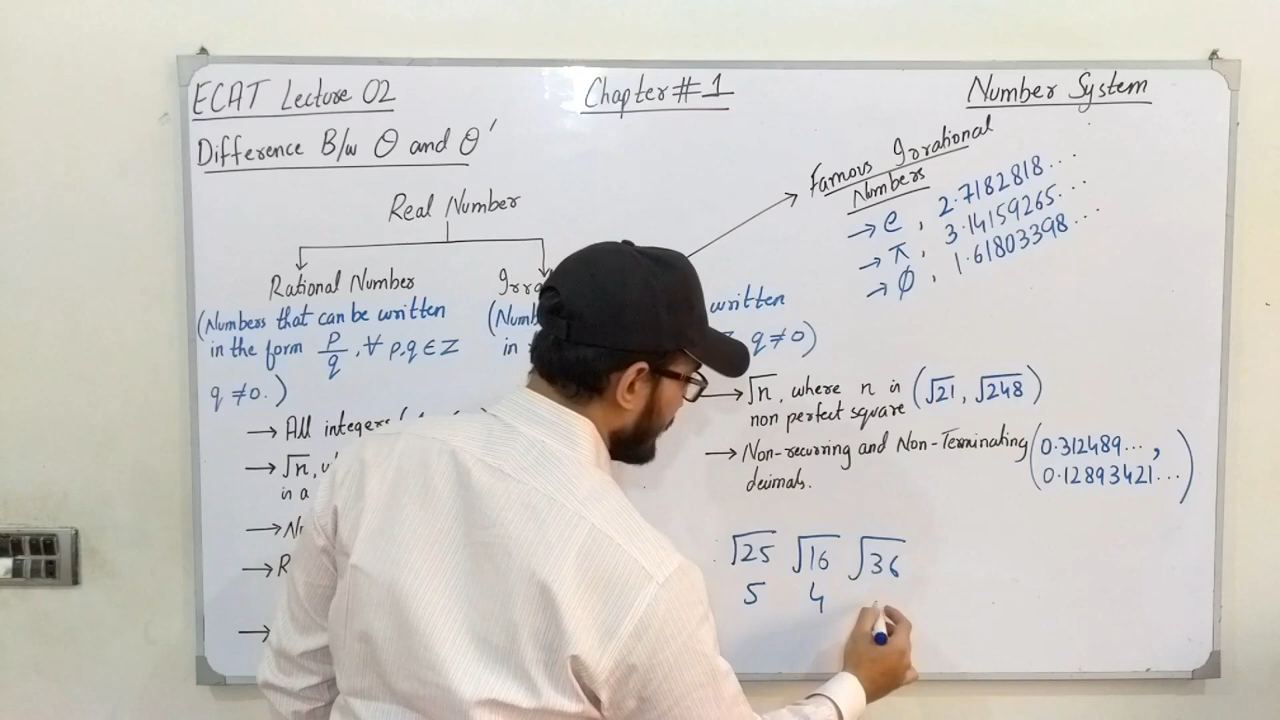 ECAT Lecture 02
Chapter # 1
Number System
Difference B/w Q and Q'
Real Number
Rational Number
(Numbers that can be written
in the form p/q , ∀ p,q ∈ Z
q ≠ 0.)
written
q ≠ 0)
Famous Irrational
Numbers
→ e , 2.7182818...
→ π , 3.14159265...
→ φ , 1.61803398...
→ All integers
→ √n,
in a
→
→ R
→
→ √n, where n is (√21, √248)
non perfect square
→ Non-recurring and Non-Terminating (0.312489... ,
decimals. 0.12893421...)
√25 √16 √36
5 4